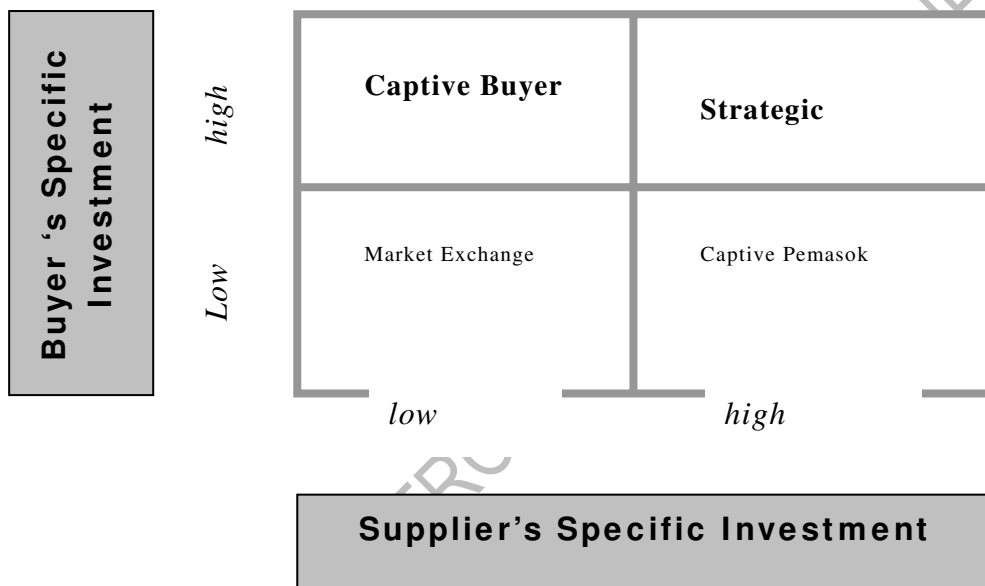 Buyer ‘s Specific
Investment
high
Low
Captive Buyer
Strategic
Market Exchange
Captive Pemasok
low
high
Supplier’s Specific Investment